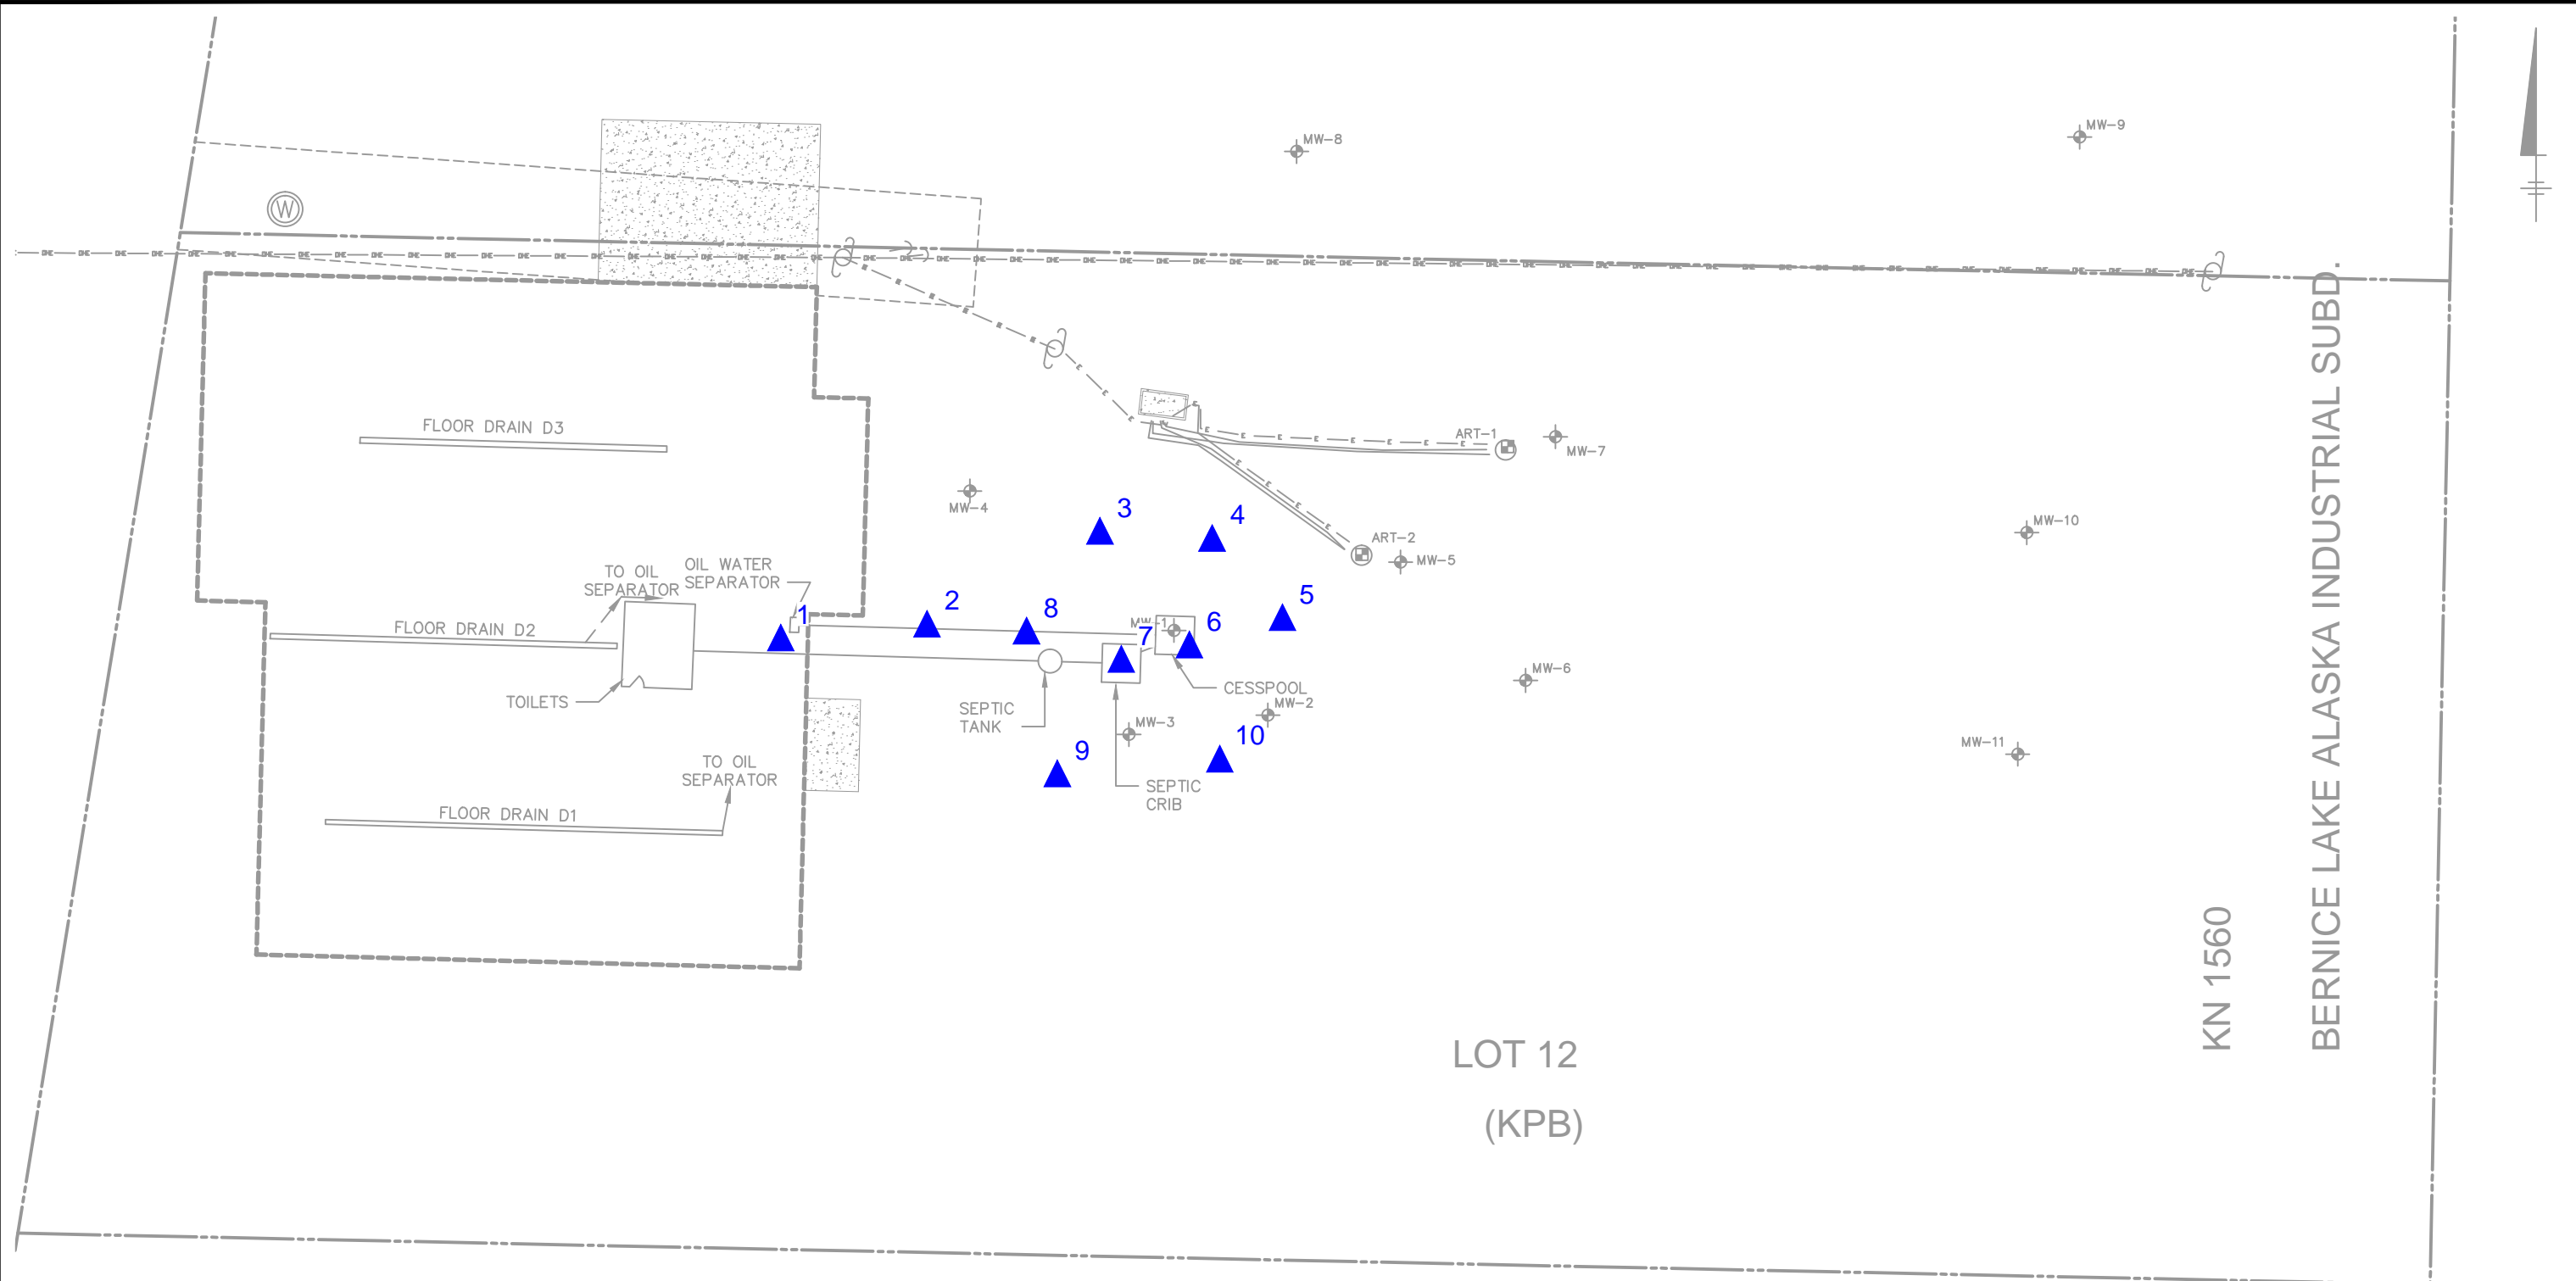 MW-8
MW-9
W
FLOOR DRAIN D3
ART-1
MW-7
MW-4
3
4
MW-10
ART-2
MW-5
OIL WATER
SEPARATOR
TO OIL
SEPARATOR
1
2
8
5
FLOOR DRAIN D2
MW-1
7
6
MW-6
TOILETS
CESSPOOL
MW-2
SEPTIC
TANK
MW-3
9
10
MW-11
TO OIL
SEPARATOR
SEPTIC
CRIB
FLOOR DRAIN D1
KN 1560
BERNICE LAKE ALASKA INDUSTRIAL SUBD.
LOT 12
(KPB)